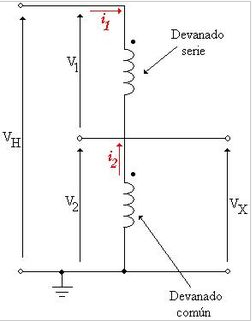 i1
Devanado
serie
V1
VH
i2
V2
VX
Devanado
común